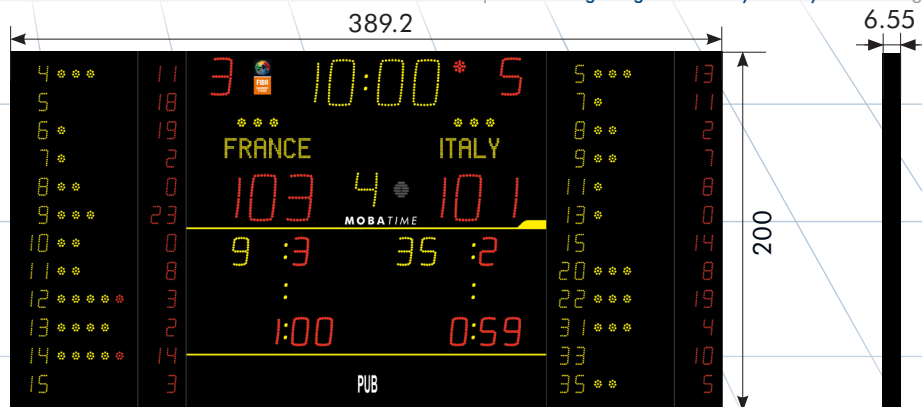 389.2
6.55
200
4 11 3 FIBA 10:00 5 5 13
5 18 7 11
6 19 8 2
7 2 FRANCE ITALY 9 7
8 0 103 4 101 11 8
9 23 MOBATIME 13 0
10 0 9 :3 35 :2 15 14
11 8 : : 20 8
12 3 22 19
13 2 1:00 0:59 31 4
14 14 33 10
15 3 PUB 35 5